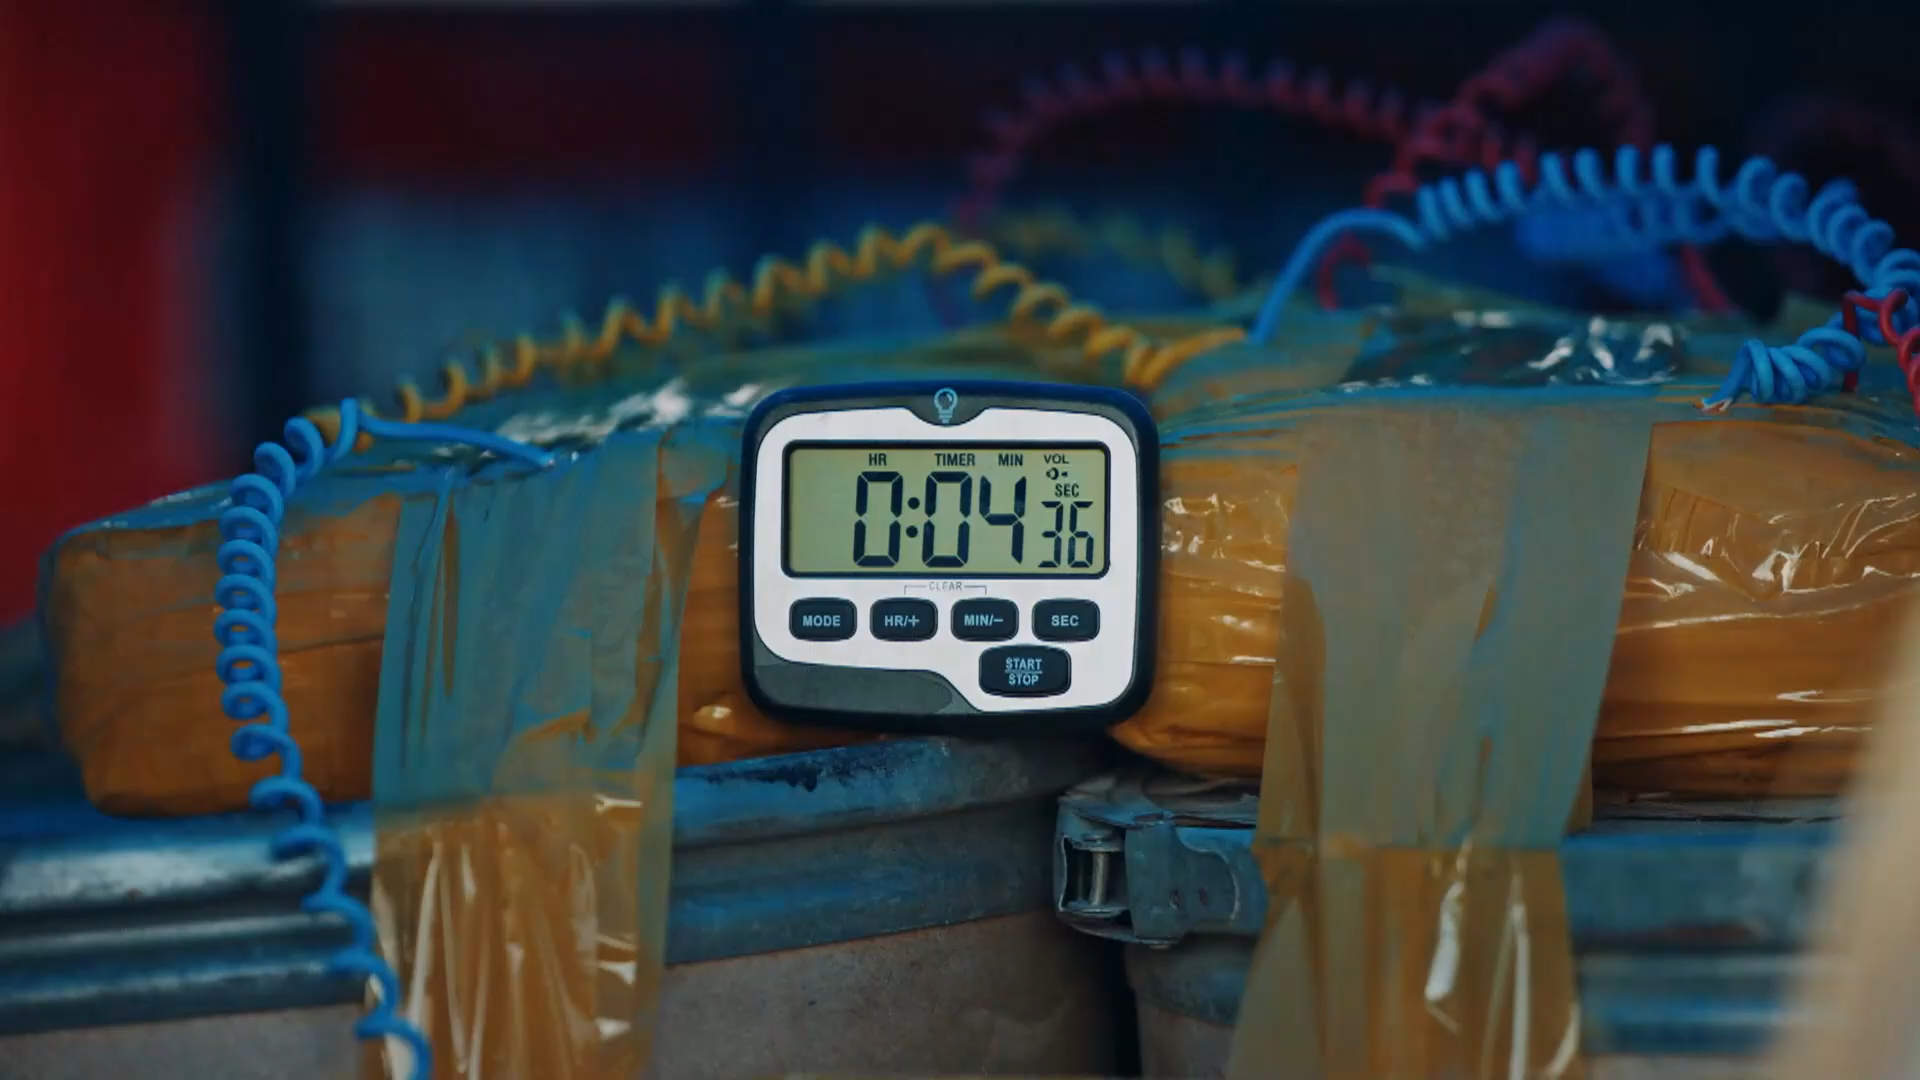 HR TIMER MIN VOL
SEC
0:04 36
CLEAR
MODE HR/+ MIN/− SEC
START
STOP